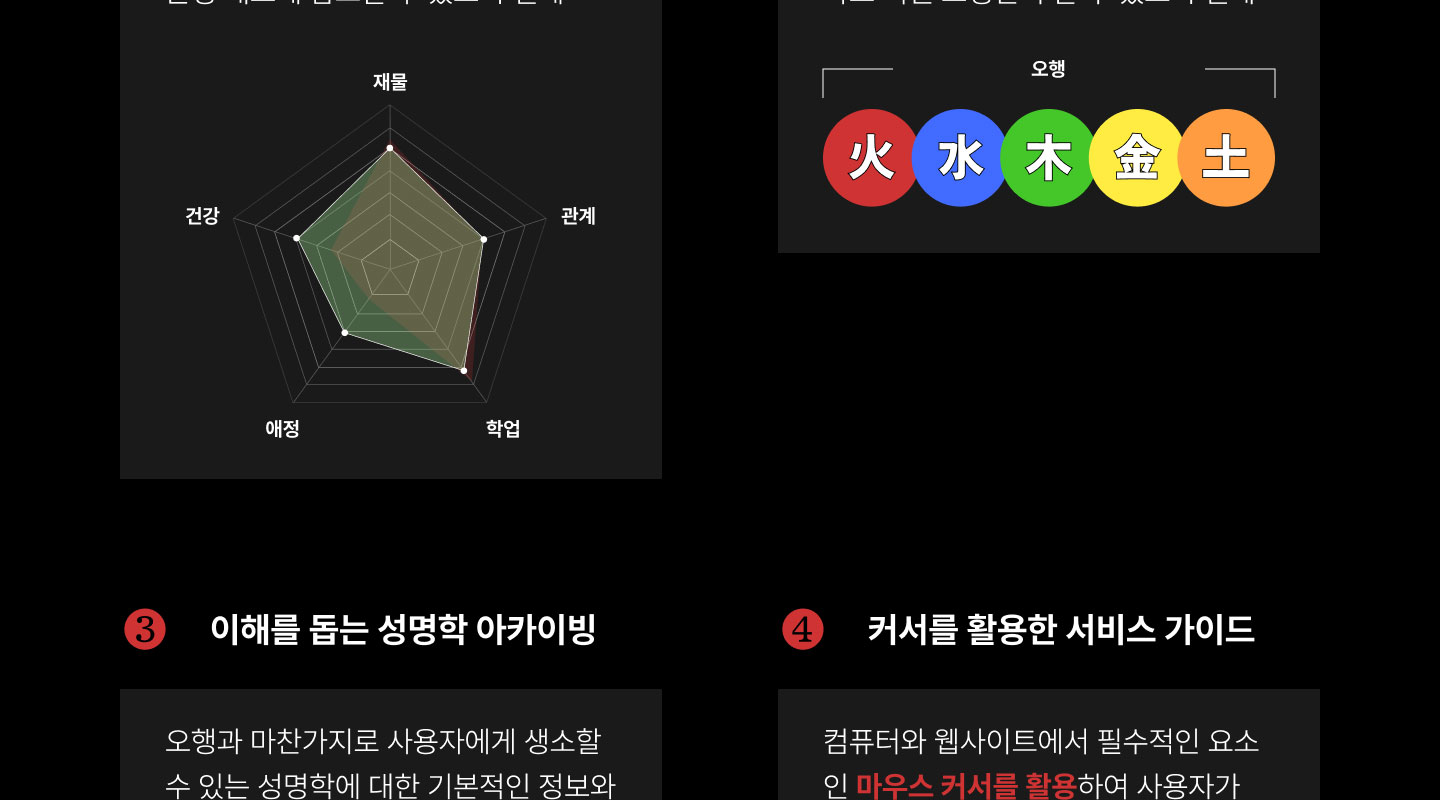 재물
건강
관계
애정
학업
오행
火 水 木 金 土
3 이해를 돕는 성명학 아카이빙
오행과 마찬가지로 사용자에게 생소할
수 있는 성명학에 대한 기본적인 정보와
4 커서를 활용한 서비스 가이드
컴퓨터와 웹사이트에서 필수적인 요소
인 마우스 커서를 활용하여 사용자가